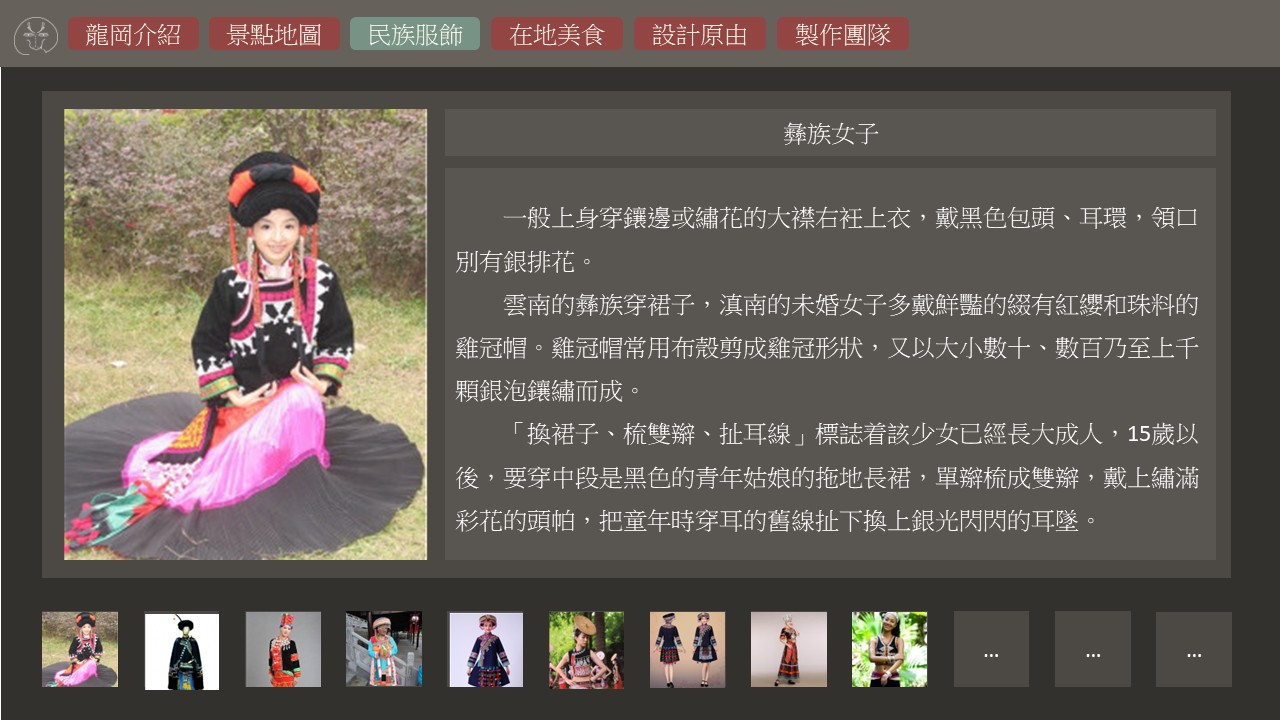 龍岡介紹
景點地圖
民族服飾
在地美食
設計原由
製作團隊
彝族女子
一般上身穿鑲邊或繡花的大襟右衽上衣，戴黑色包頭、耳環，領口
別有銀排花。
雲南的彝族穿裙子，滇南的未婚女子多戴鮮豔的綴有紅纓和珠料的
雞冠帽。雞冠帽常用布殼剪成雞冠形狀，又以大小數十、數百乃至上千
顆銀泡鑲繡而成。
「換裙子、梳雙辮、扯耳線」標誌着該少女已經長大成人，15歲以
後，要穿中段是黑色的青年姑娘的拖地長裙，單辮梳成雙辮，戴上繡滿
彩花的頭帕，把童年時穿耳的舊線扯下換上銀光閃閃的耳墜。
...
...
...